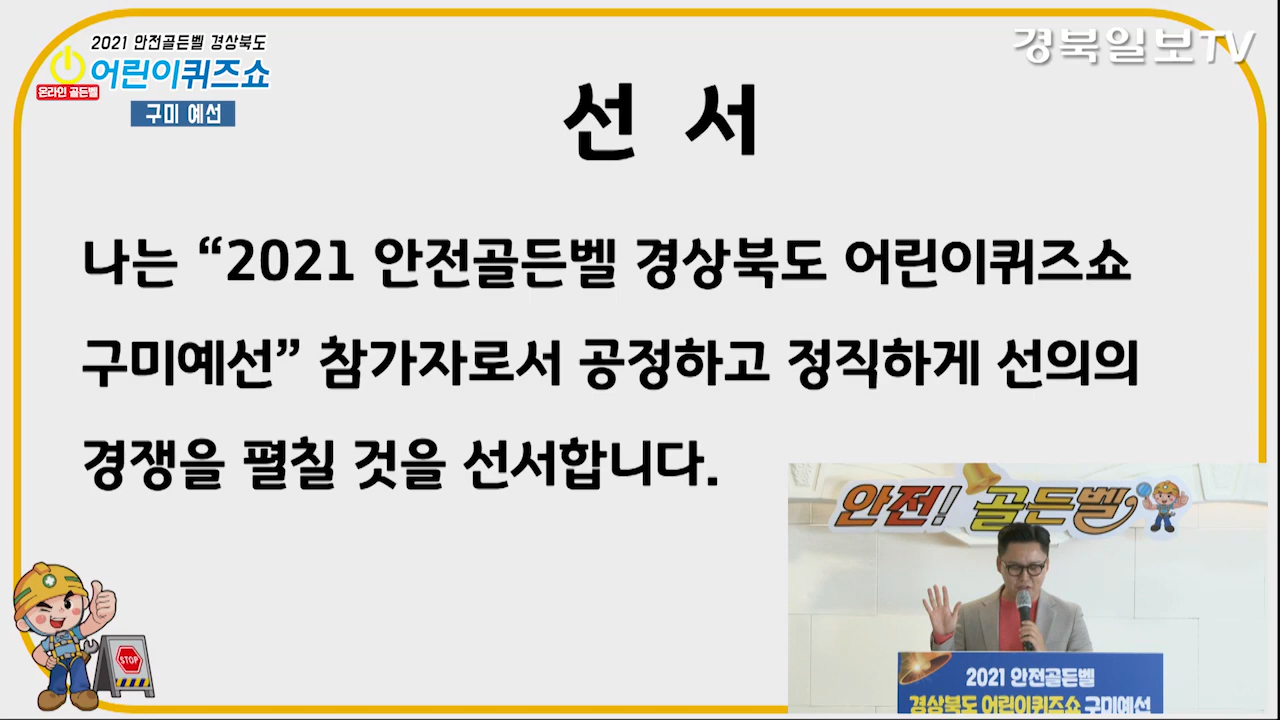 2021 안전골든벨 경상북도
어린이퀴즈쇼
온라인 골든벨
구미 예선
경북일보TV
선 서
나는 “2021 안전골든벨 경상북도 어린이퀴즈쇼
구미예선” 참가자로서 공정하고 정직하게 선의의
경쟁을 펼칠 것을 선서합니다.
STOP
안전! 골든벨
2021 안전골든벨
경상북도 어린이퀴즈쇼 구미예선